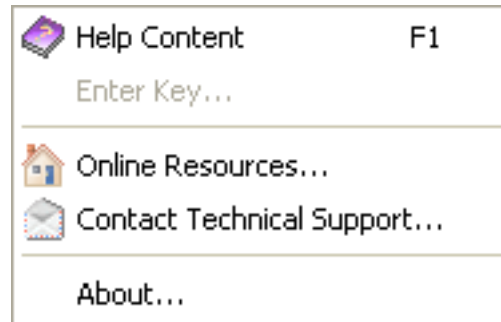 Help Content F1
Enter Key...
Online Resources...
Contact Technical Support...
About...